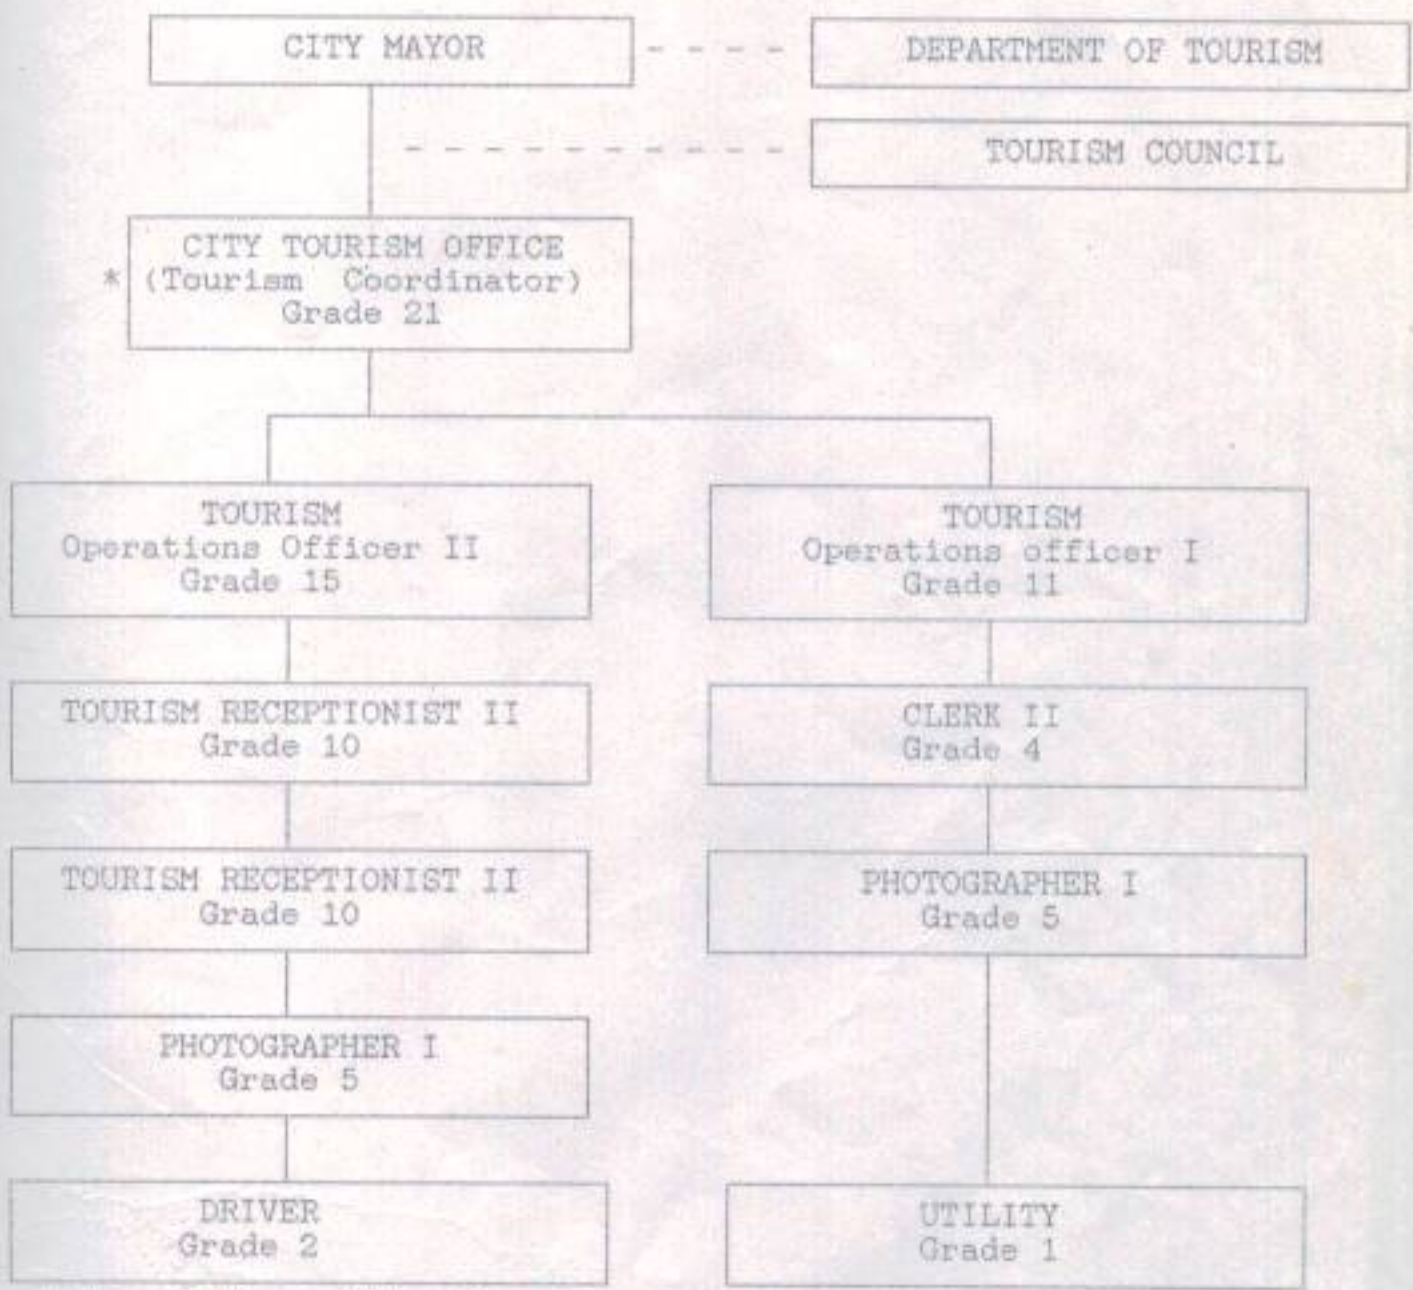 CITY MAYOR
DEPARTMENT OF TOURISM
TOURISM COUNCIL
CITY TOURISM OFFICE
* (Tourism Coordinator)
Grade 21
TOURISM
Operations Officer II
Grade 15
TOURISM RECEPTIONIST II
Grade 10
TOURISM RECEPTIONIST II
Grade 10
PHOTOGRAPHER I
Grade 5
DRIVER
Grade 2
TOURISM
Operations officer I
Grade 11
CLERK II
Grade 4
PHOTOGRAPHER I
Grade 5
UTILITY
Grade 1